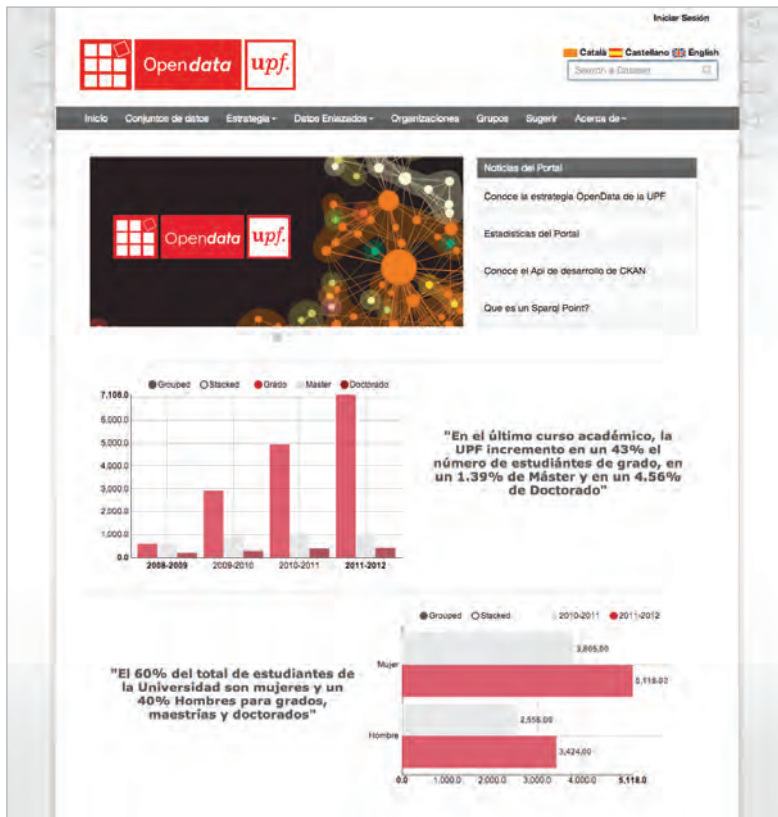 Iniciar Sesión
Opendata upf.
Català Castellano English
Search a Dataset
Inicio Conjuntos de datos Estrategia Datos Enlazados Organizaciones Grupos Sugerir Acerca de
Opendata upf.
Noticias del Portal
Conoce la estrategia OpenData de la UPF
Estadísticas del Portal
Conoce el Api de desarrollo de CKAN
Que es un Sparql Point?
Grouped Stacked Grado Máster Doctorado
7,108.0
6,000.0
5,000.0
4,000.0
3,000.0
2,000.0
1,000.0
0.0
2008-2009 2009-2010 2010-2011 2011-2012
"En el último curso académico, la
UPF incremento en un 43% el
número de estudiántes de grado, en
un 1.39% de Máster y en un 4.56%
de Doctorado"
"El 60% del total de estudiantes de
la Universidad son mujeres y un
40% Hombres para grados,
maestrías y doctorados"
Grouped Stacked 2010-2011 2011-2012
Mujer
3,805.00
5,118.00
Hombre
2,556.00
3,424.00
0.0 1,000.0 2,000.0 3,000.0 4,000.0 5,118.0